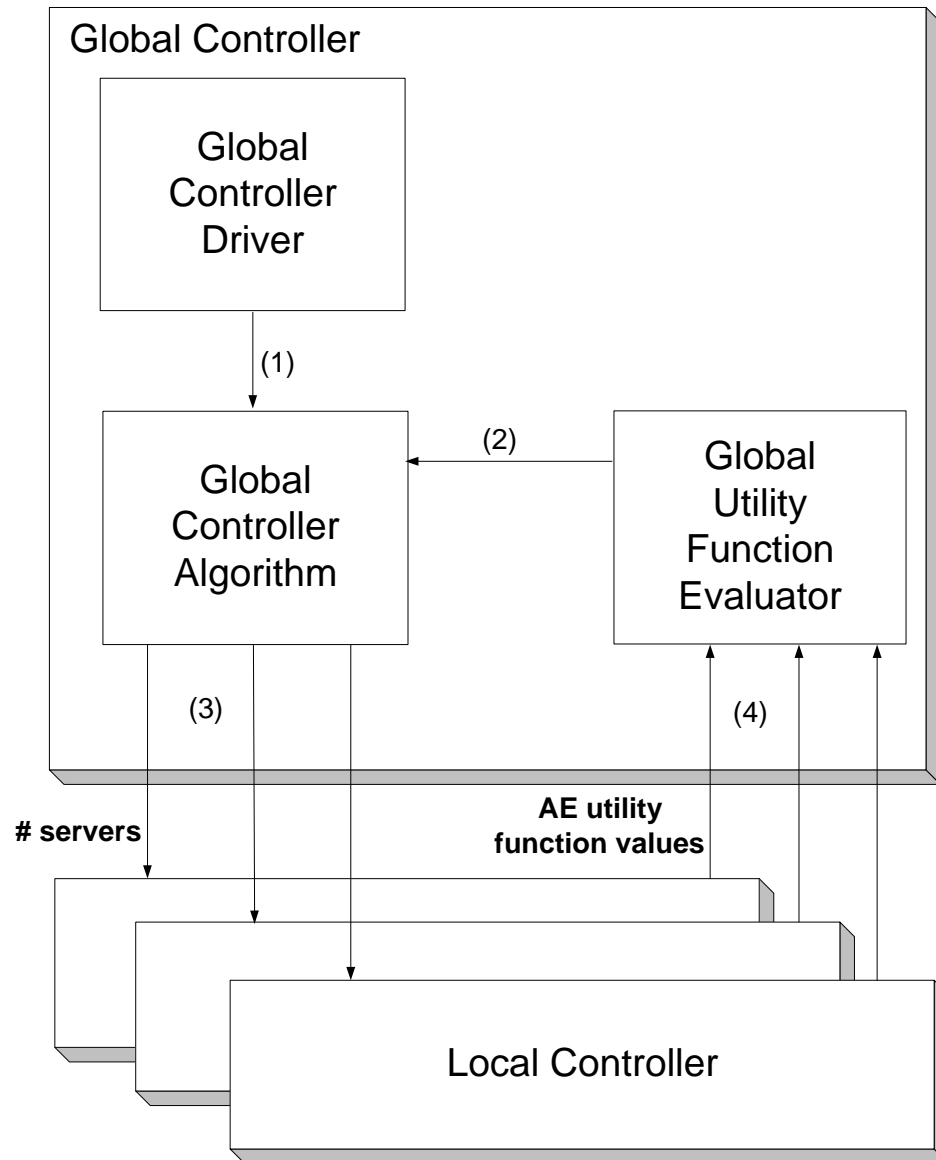 Global Controller
Global
Controller
Driver
(1)
(2)
Global
Controller
Algorithm
Global
Utility
Function
Evaluator
(3)
(4)
# servers
AE utility
function values
Local Controller